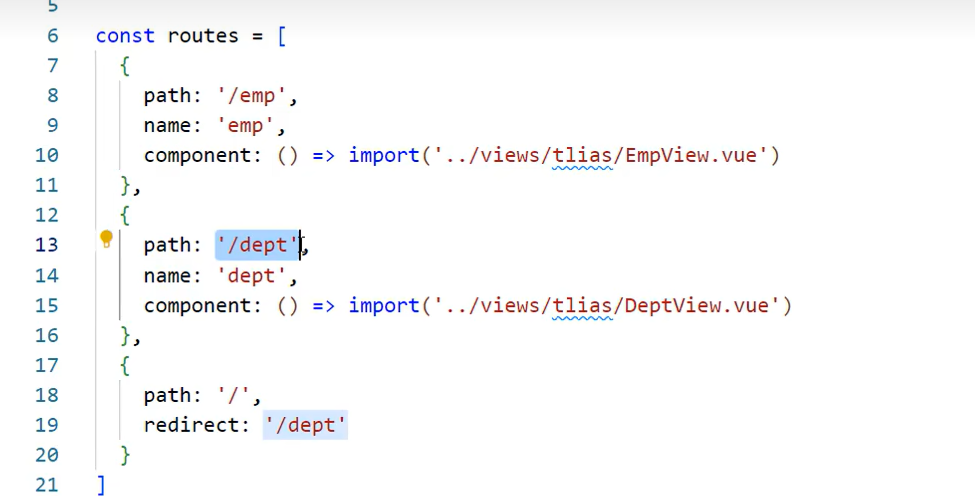 5
6 const routes = [
7 {
8 path: '/emp',
9 name: 'emp',
10 component: () => import('../views/tlias/EmpView.vue')
11 },
12 {
13 path: '/dept',
14 name: 'dept',
15 component: () => import('../views/tlias/DeptView.vue')
16 },
17 {
18 path: '/',
19 redirect: '/dept'
20 }
21 ]